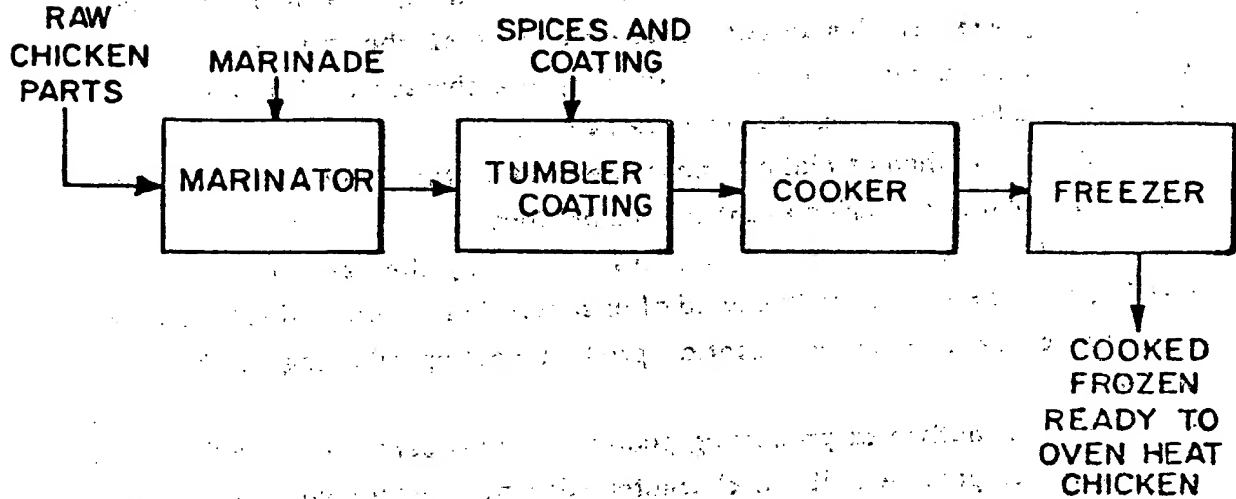 RAW
CHICKEN
PARTS
MARINADE
SPICES AND
COATING
MARINATOR
TUMBLER
COATING
COOKER
FREEZER
COOKED
FROZEN
READY TO
OVEN HEAT
CHICKEN